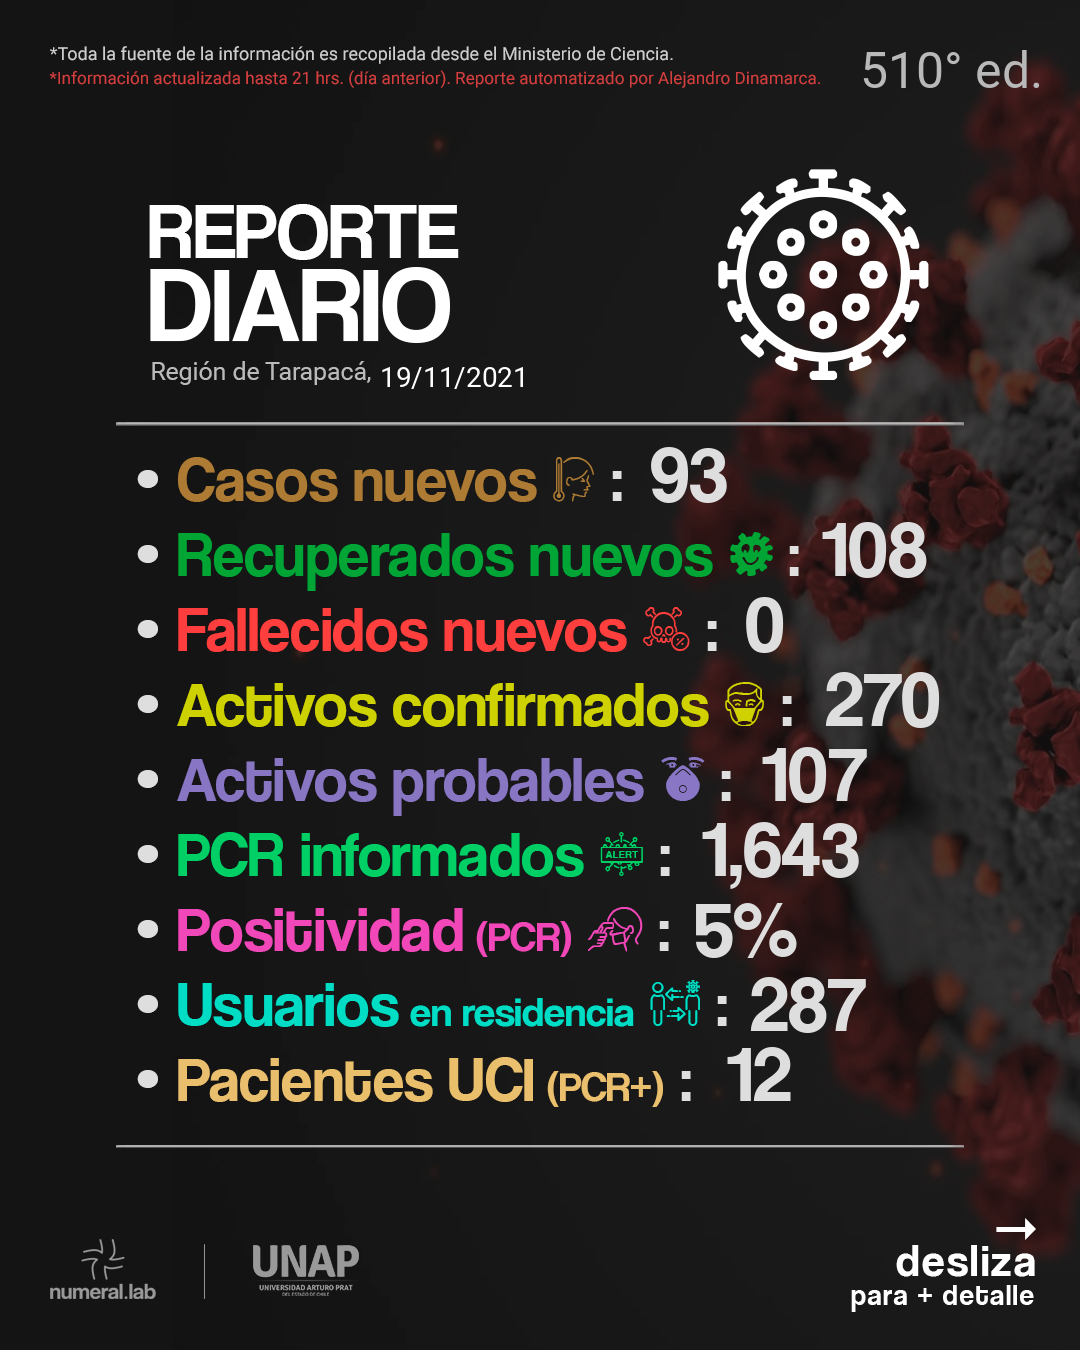 *Toda la fuente de la información es recopilada desde el Ministerio de Ciencia.
*Información actualizada hasta 21 hrs. (día anterior). Reporte automatizado por Alejandro Dinamarca.
510° ed.
REPORTE
DIARIO
Región de Tarapacá, 19/11/2021
• Casos nuevos : 93
• Recuperados nuevos : 108
• Fallecidos nuevos : 0
• Activos confirmados : 270
• Activos probables : 107
• PCR informados ALERT : 1,643
• Positividad (PCR) : 5%
• Usuarios en residencia : 287
• Pacientes UCI (PCR+) : 12
numeral.lab
UNAP
UNIVERSIDAD ARTURO PRAT
DEL ESTADO DE CHILE
desliza
para + detalle